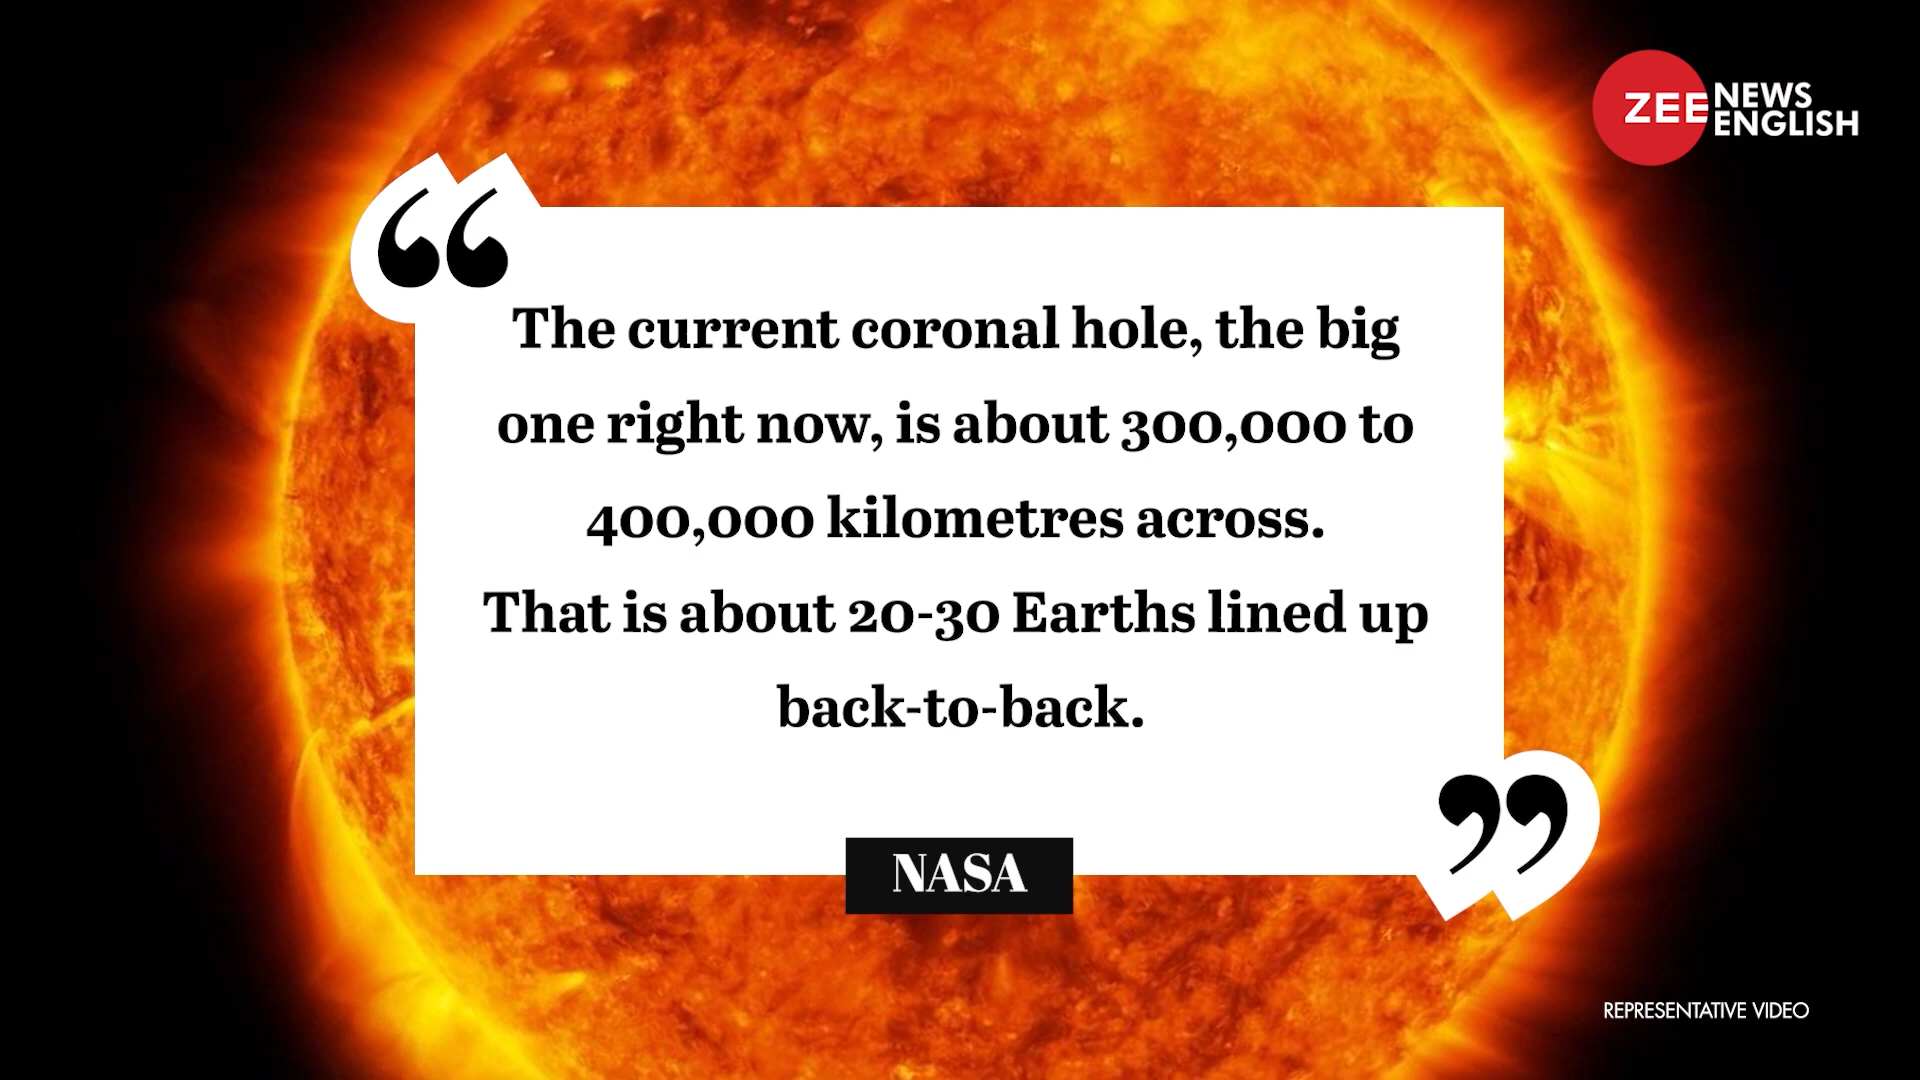 ZEE NEWS
ENGLISH
“
The current coronal hole, the big
one right now, is about 300,000 to
400,000 kilometres across.
That is about 20-30 Earths lined up
back-to-back.
”
NASA
REPRESENTATIVE VIDEO